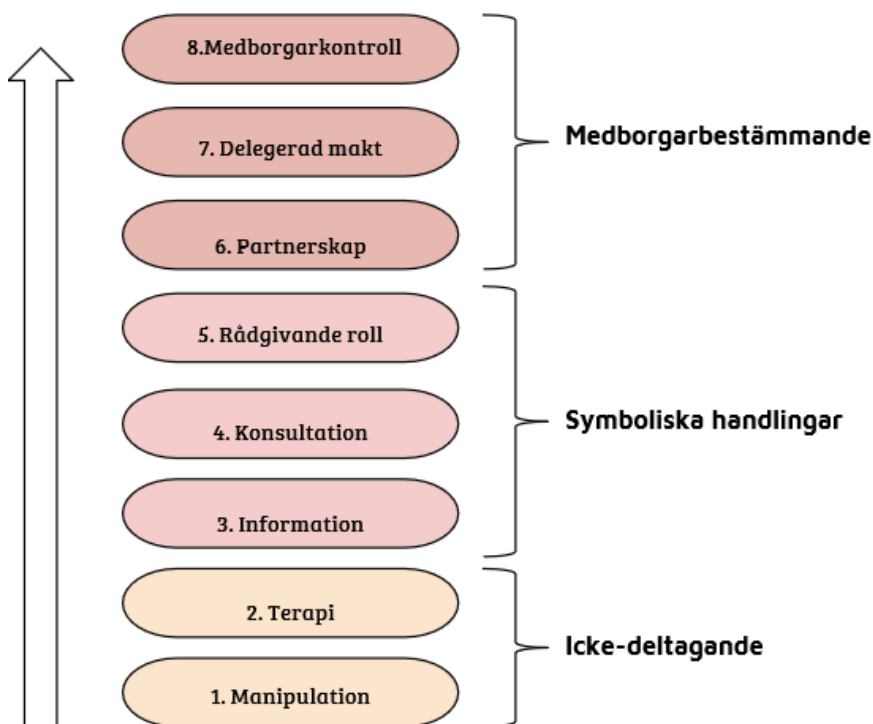 8.Medborgarkontroll
7. Delegerad makt
Medborgarbestämmande
6. Partnerskap
5. Rådgivande roll
4. Konsultation
Symboliska handlingar
3. Information
2. Terapi
Icke-deltagande
1. Manipulation